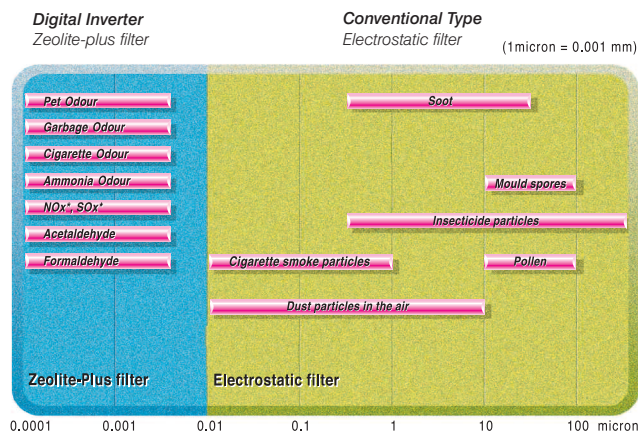 Digital Inverter
Zeolite-plus filter
Conventional Type
Electrostatic filter
(1micron = 0.001 mm)
Pet Odour
Soot
Garbage Odour
Cigarette Odour
Ammonia Odour
Mould spores
NOx*, SOx*
Insecticide particles
Acetaldehyde
Formaldehyde
Cigarette smoke particles
Pollen
Dust particles in the air
Zeolite-Plus filter
Electrostatic filter
0.0001 0.001 0.01 0.1 1 10 100 micron